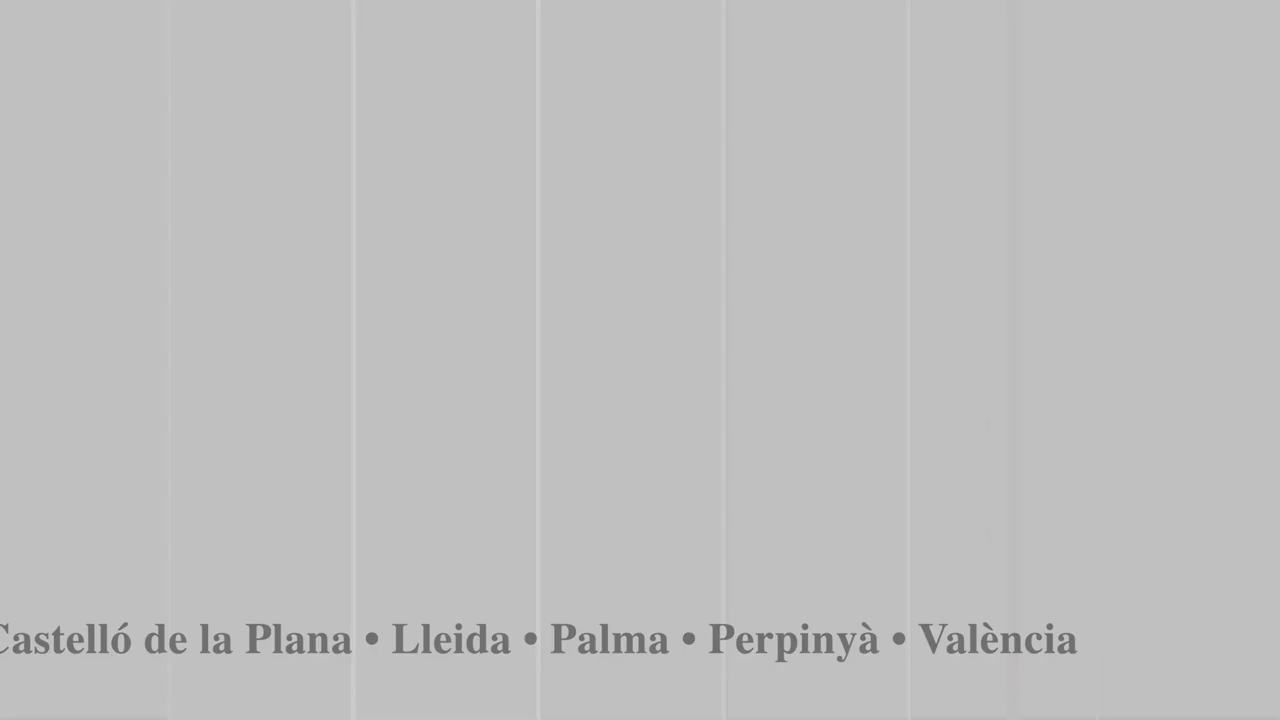 Castelló de la Plana • Lleida • Palma • Perpinyà • València